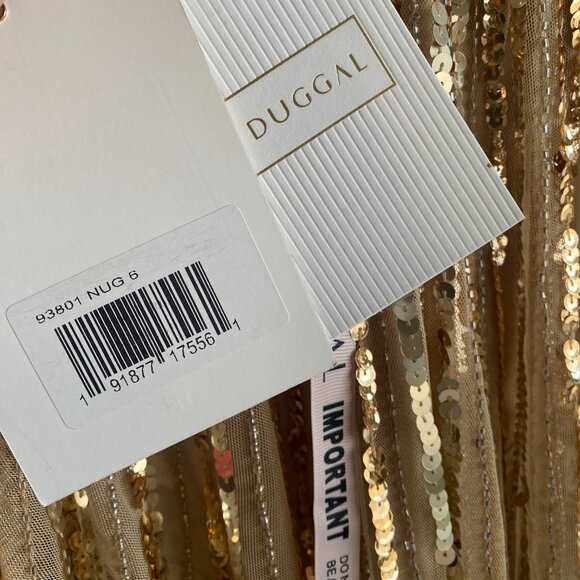 DUGGAL
93801 NUG 6
1 91877 17556 1
IMPORTANT
DO N
BE